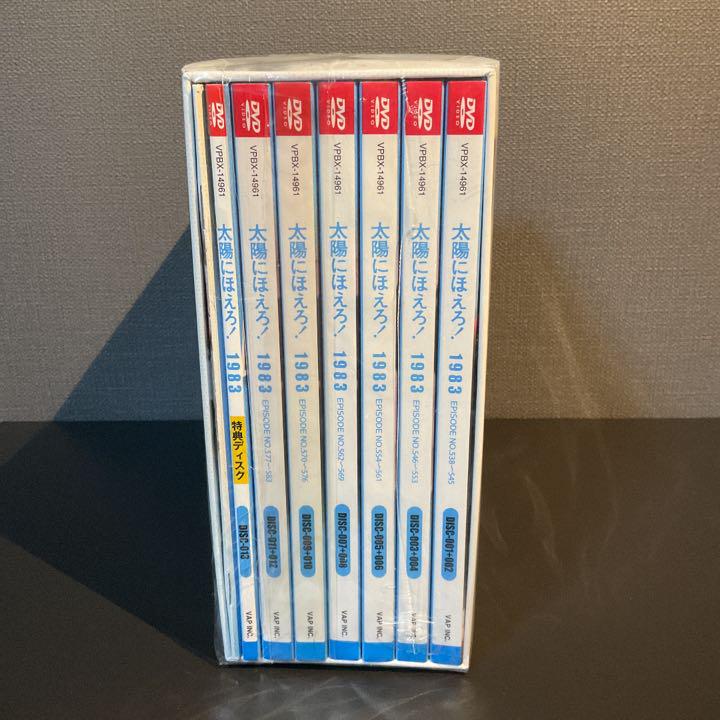 DVD
VIDEO
VPBX-14961
太陽にほえろ!
1983
特典ディスク
DISC-013
VAP INC.
DVD
VIDEO
VPBX-14961
太陽にほえろ!
1983
EPISODE NO.577~583
DISC-011+012
VAP INC.
DVD
VIDEO
VPBX-14961
太陽にほえろ!
1983
EPISODE NO.570~576
DISC-009+010
VAP INC.
DVD
VIDEO
VPBX-14961
太陽にほえろ!
1983
EPISODE NO.562~569
DISC-007+008
VAP INC.
DVD
VIDEO
VPBX-14961
太陽にほえろ!
1983
EPISODE NO.554~561
DISC-005+006
VAP INC.
DVD
VIDEO
VPBX-14961
太陽にほえろ!
1983
EPISODE NO.546~553
DISC-003+004
VAP INC.
DVD
VIDEO
VPBX-14961
太陽にほえろ!
1983
EPISODE NO.538~545
DISC-001+002
VAP INC.